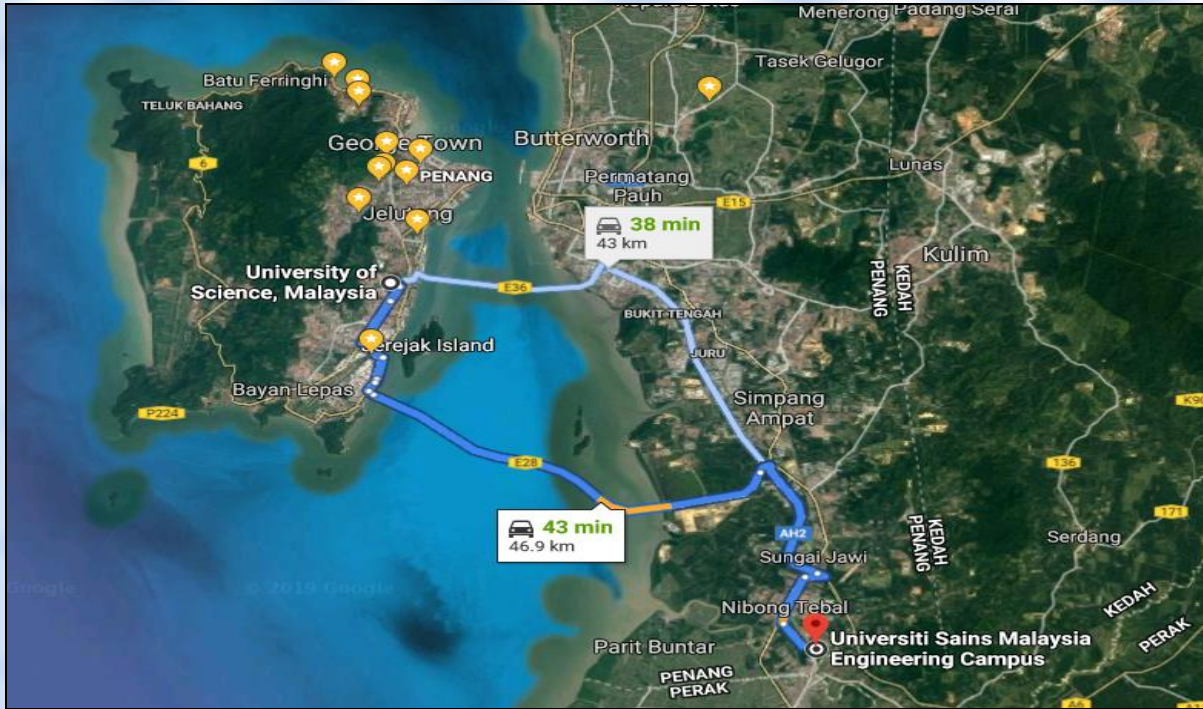 Menerong
Padang Serai
Tasek Gelugor
Batu Ferringhi
TELUK BAHANG
George Town
Butterworth
6
PENANG
Permatang
Pauh
Lunas
E15
Jelutong
38 min
43 km
Kulim
University of
Science, Malaysia
E36
KEDAH
PENANG
BUKIT TENGAH
JURU
Jerejak Island
Bayan Lepas
Simpang
Ampat
P224
E28
136
43 min
46.9 km
171
AH2
KEDAH
PENANG
Serdang
Sungai Jawi
© 2019 Google
Google
Nibong Tebal
KEDAH
PERAK
Parit Buntar
Universiti Sains Malaysia
Engineering Campus
PENANG
PERAK
A6